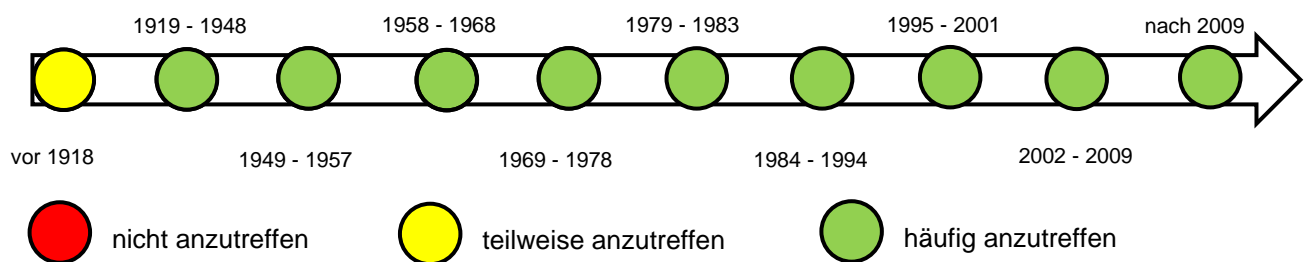 1919 - 1948 1958 - 1968 1979 - 1983 1995 - 2001 nach 2009
vor 1918 1949 - 1957 1969 - 1978 1984 - 1994 2002 - 2009
nicht anzutreffen teilweise anzutreffen häufig anzutreffen